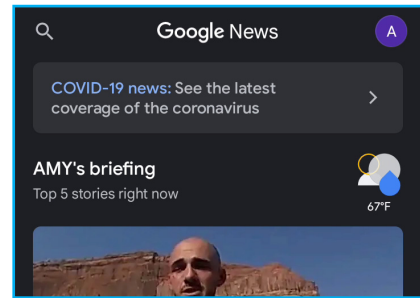 Google News
A
COVID-19 news: See the latest
coverage of the coronavirus
AMY's briefing
Top 5 stories right now
67°F